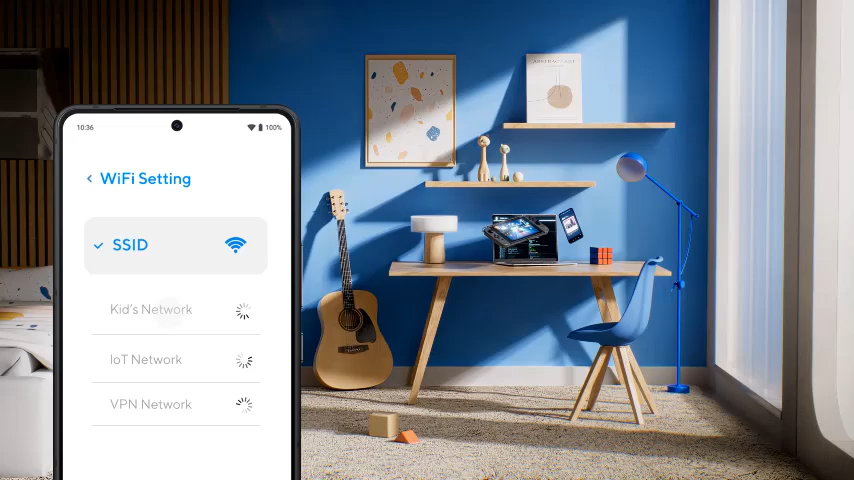 10:36
100%
WiFi Setting
SSID
Kid's Network
IoT Network
VPN Network